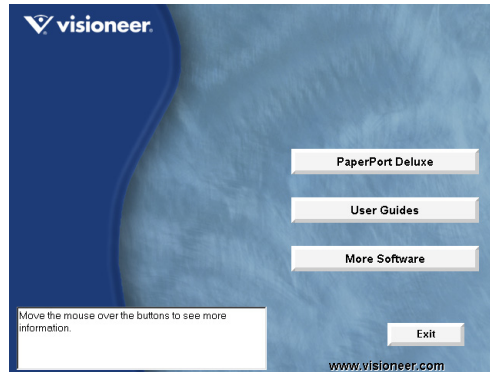 visioneer.
PaperPort Deluxe
User Guides
More Software
Move the mouse over the buttons to see more
information.
Exit
www.visioneer.com